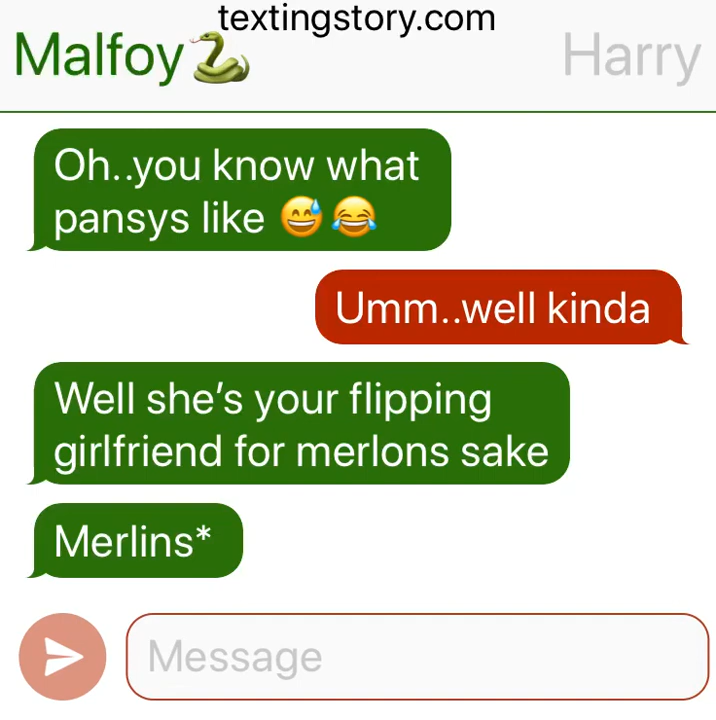 textingstory.com
Malfoy🐍 Harry
Oh..you know what
pansys like 😅😂
Umm..well kinda
Well she’s your flipping
girlfriend for merlons sake
Merlins*
Message